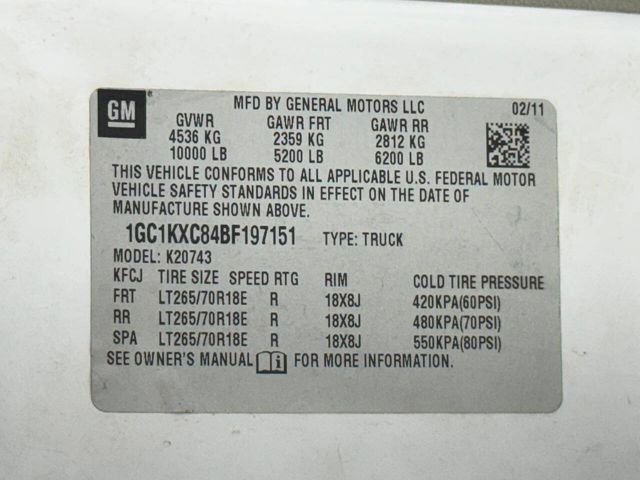 GM MFD BY GENERAL MOTORS LLC 02/11
GVWR GAWR FRT GAWR RR
4536 KG 2359 KG 2812 KG
10000 LB 5200 LB 6200 LB
THIS VEHICLE CONFORMS TO ALL APPLICABLE U.S. FEDERAL MOTOR
VEHICLE SAFETY STANDARDS IN EFFECT ON THE DATE OF
MANUFACTURE SHOWN ABOVE.
1GC1KXC84BF197151 TYPE: TRUCK
MODEL: K20743
KFCJ TIRE SIZE SPEED RTG RIM COLD TIRE PRESSURE
FRT LT265/70R18E R 18X8J 420KPA(60PSI)
RR LT265/70R18E R 18X8J 480KPA(70PSI)
SPA LT265/70R18E R 18X8J 550KPA(80PSI)
SEE OWNER'S MANUAL FOR MORE INFORMATION.